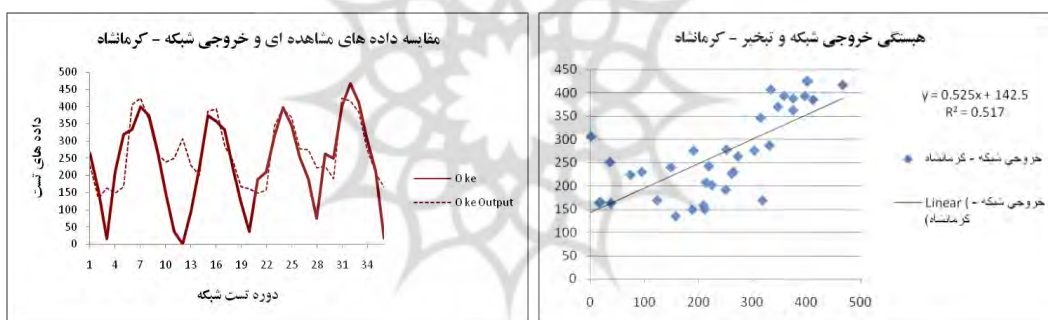 مقایسه داده های مشاهده ای و خروجی شبکه - کرمانشاه
داده های تست
500
450
400
350
300
250
200
150
100
50
0
1 4 7 10 13 16 19 22 25 28 31 34
دوره تست شبکه
O ke
O ke Output
هبستگی خروجی شبکه و تبخیر - کرمانشاه
450
400
350
300
250
200
150
100
50
0
0 100 200 300 400 500
y = 0.525x + 142.5
R² = 0.517
خروجی شبکه - کرمانشاه
Linear (خروجی شبکه -
کرمانشاه)